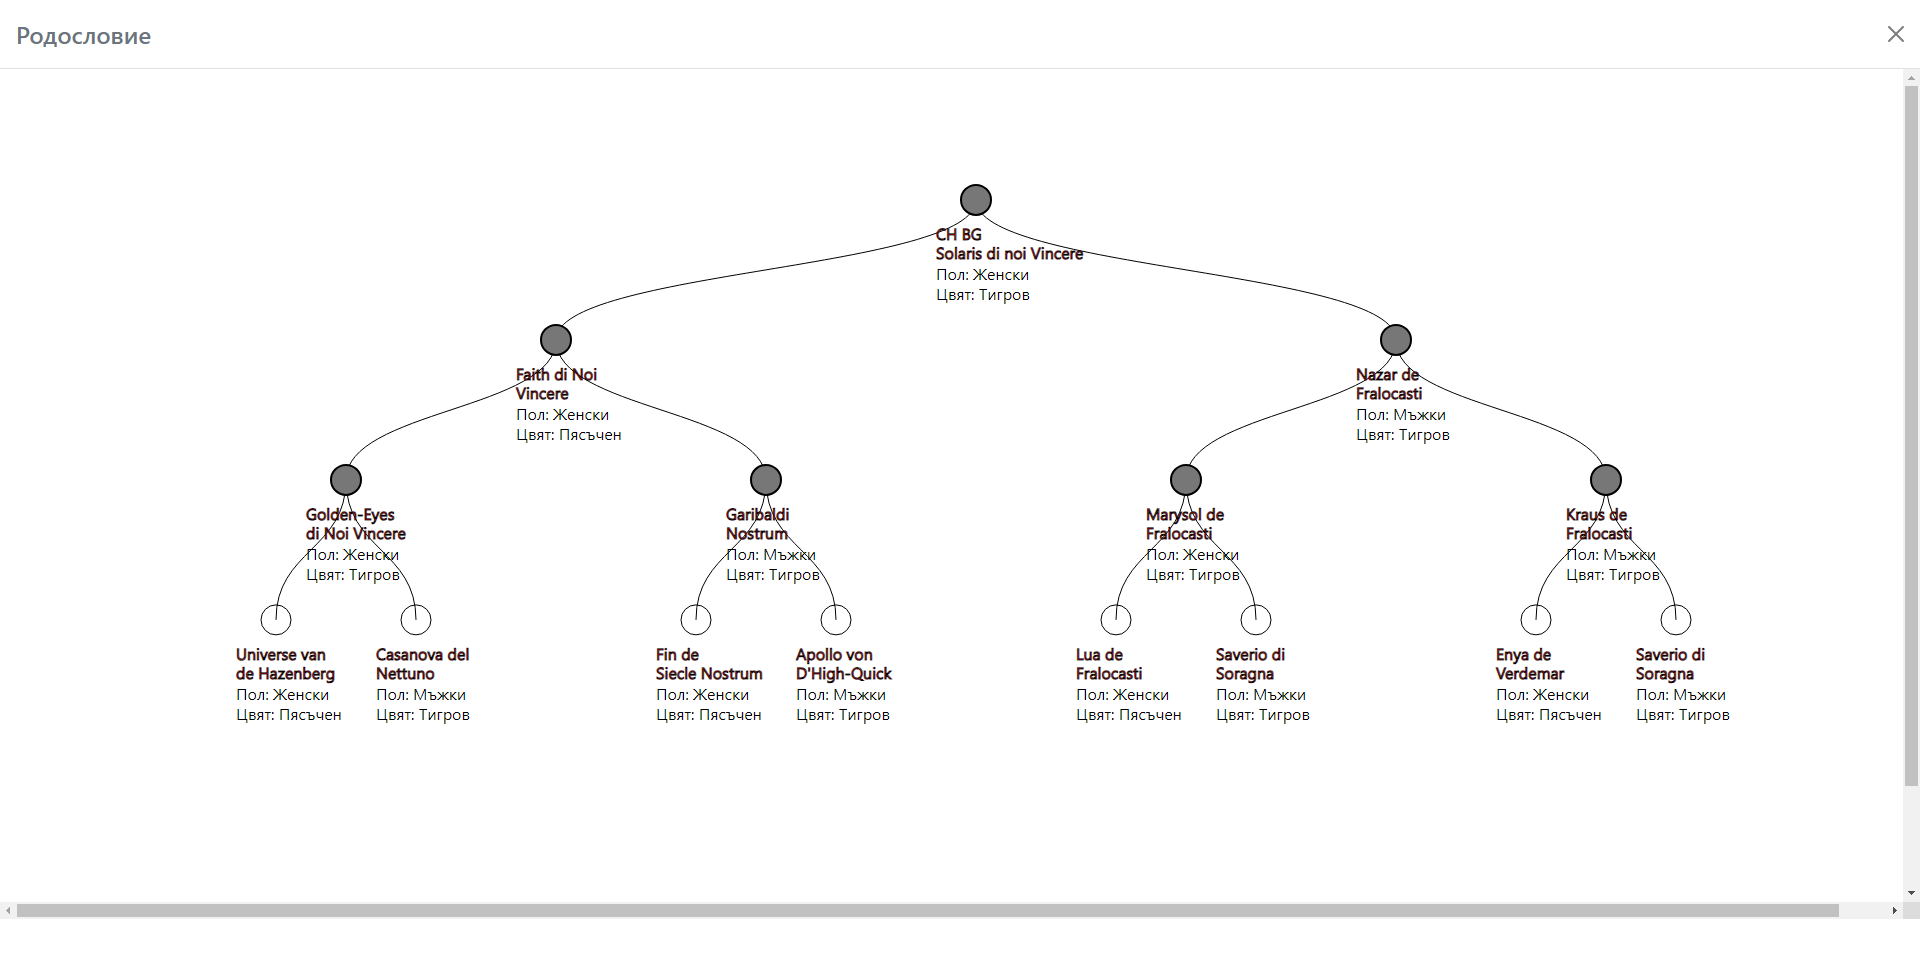 Родословие
CH BG
Solaris di noi Vincere
Пол: Женски
Цвят: Тигров
Faith di Noi
Vincere
Пол: Женски
Цвят: Пясъчен
Nazar de
Fralocasti
Пол: Мъжки
Цвят: Тигров
Golden-Eyes
di Noi Vincere
Пол: Женски
Цвят: Тигров
Garibaldi
Nostrum
Пол: Мъжки
Цвят: Тигров
Marysol de
Fralocasti
Пол: Женски
Цвят: Тигров
Kraus de
Fralocasti
Пол: Мъжки
Цвят: Тигров
Universe van
de Hazenberg
Пол: Женски
Цвят: Пясъчен
Casanova del
Nettuno
Пол: Мъжки
Цвят: Тигров
Fin de
Siecle Nostrum
Пол: Женски
Цвят: Пясъчен
Apollo von
D'High-Quick
Пол: Мъжки
Цвят: Тигров
Lua de
Fralocasti
Пол: Женски
Цвят: Пясъчен
Saverio di
Soragna
Пол: Мъжки
Цвят: Тигров
Enya de
Verdemar
Пол: Женски
Цвят: Пясъчен
Saverio di
Soragna
Пол: Мъжки
Цвят: Тигров